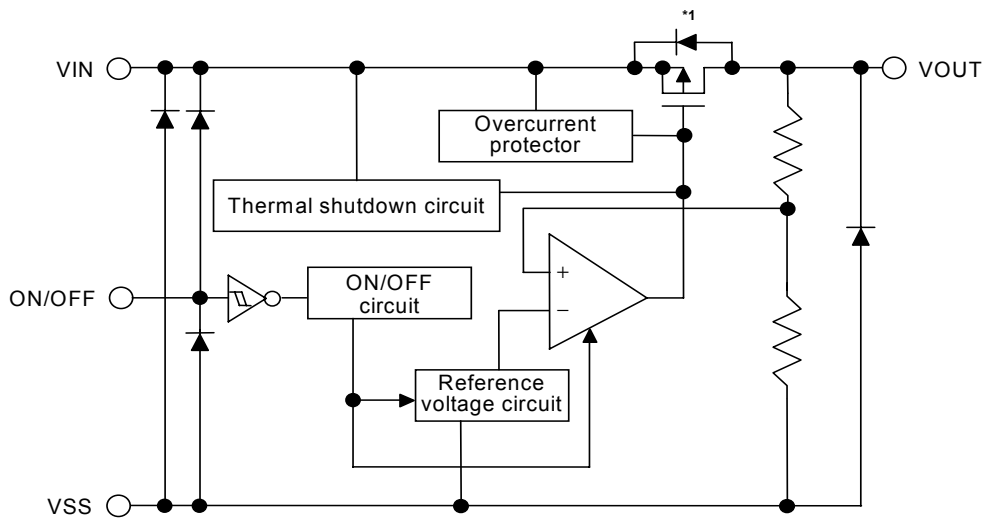 *1
VIN
VOUT
Overcurrent
protector
Thermal shutdown circuit
ON/OFF
ON/OFF
circuit
+
−
Reference
voltage circuit
VSS